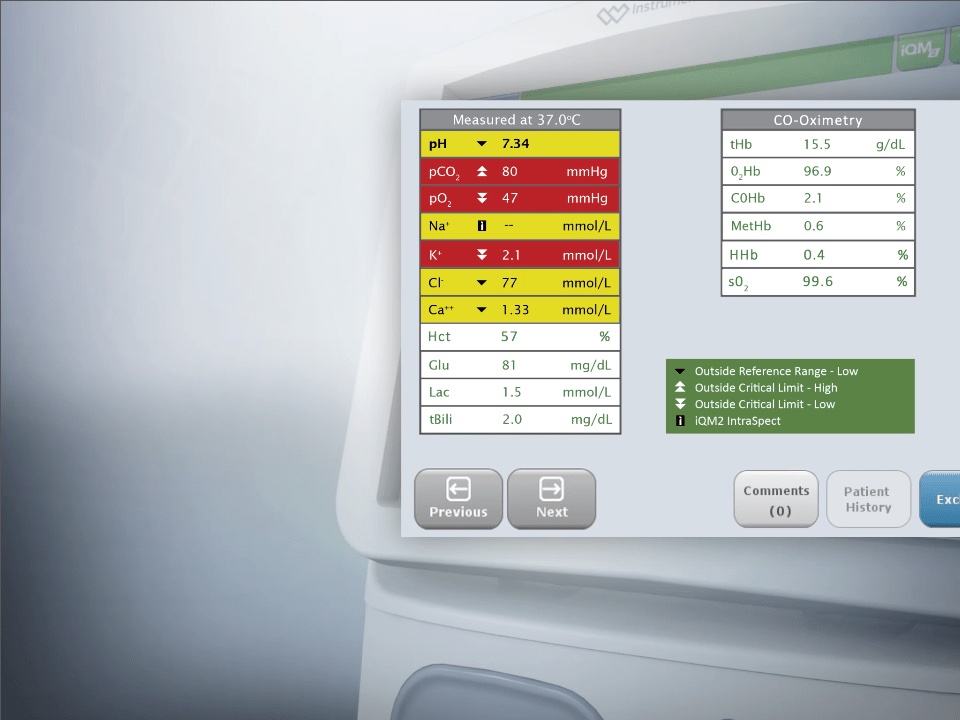 Instrume
iQM2
Measured at 37.0°C
pH 7.34
pCO2 80 mmHg
pO2 47 mmHg
Na+ i -- mmol/L
K+ 2.1 mmol/L
Cl- 77 mmol/L
Ca++ 1.33 mmol/L
Hct 57 %
Glu 81 mg/dL
Lac 1.5 mmol/L
tBili 2.0 mg/dL
CO-Oximetry
tHb 15.5 g/dL
O2Hb 96.9 %
COHb 2.1 %
MetHb 0.6 %
HHb 0.4 %
sO2 99.6 %
Outside Reference Range - Low
Outside Critical Limit - High
Outside Critical Limit - Low
i iQM2 IntraSpect
Previous
Next
Comments
(0)
Patient
History
Exc